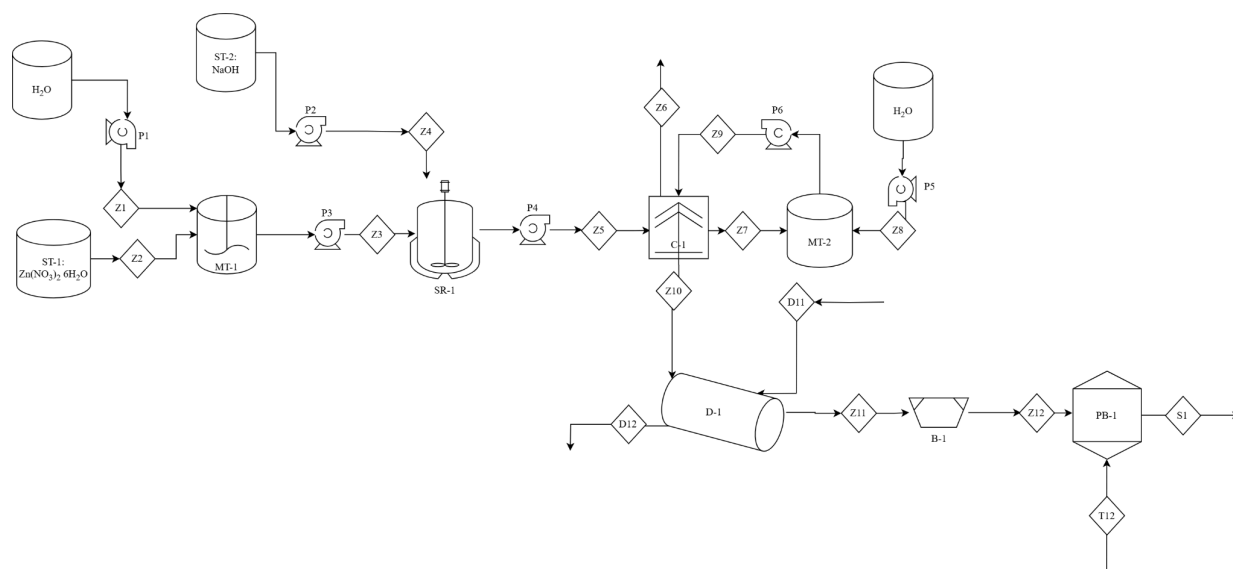 ST-2:
NaOH
H₂O
P1
P2
Z4
Z6
Z9
P6
H₂O
P5
Z1
ST-1:
Zn(NO₃)₂ 6H₂O
Z2
MT-1
P3
Z3
SR-1
P4
Z5
C-1
Z7
MT-2
Z8
Z10
D11
D-1
D12
Z11
B-1
Z12
PB-1
S1
T12